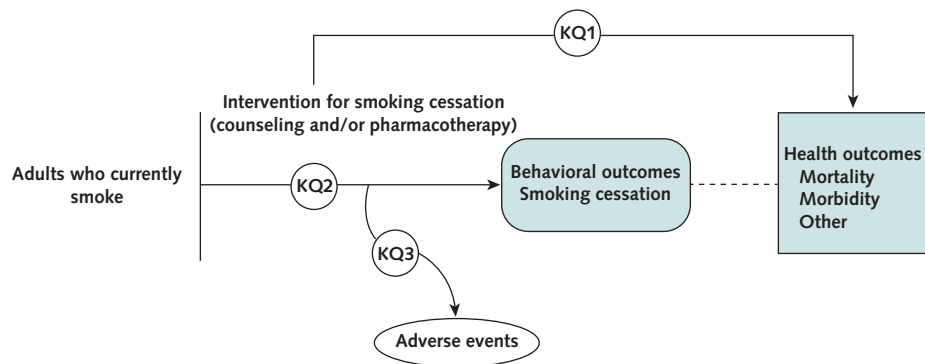 KQ1
Intervention for smoking cessation
(counseling and/or pharmacotherapy)
Adults who currently
smoke
KQ2
Behavioral outcomes
Smoking cessation
Health outcomes
Mortality
Morbidity
Other
KQ3
Adverse events